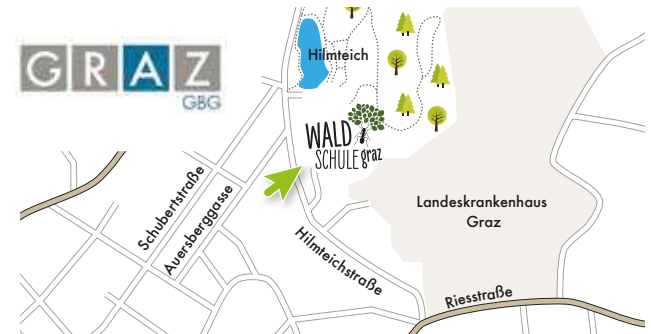 GRAZ
GBG
Hilmteich
WALD
SCHULE graz
Schubertstraße
Auersberggasse
Landeskrankenhaus
Graz
Hilmteichstraße
Riesstraße